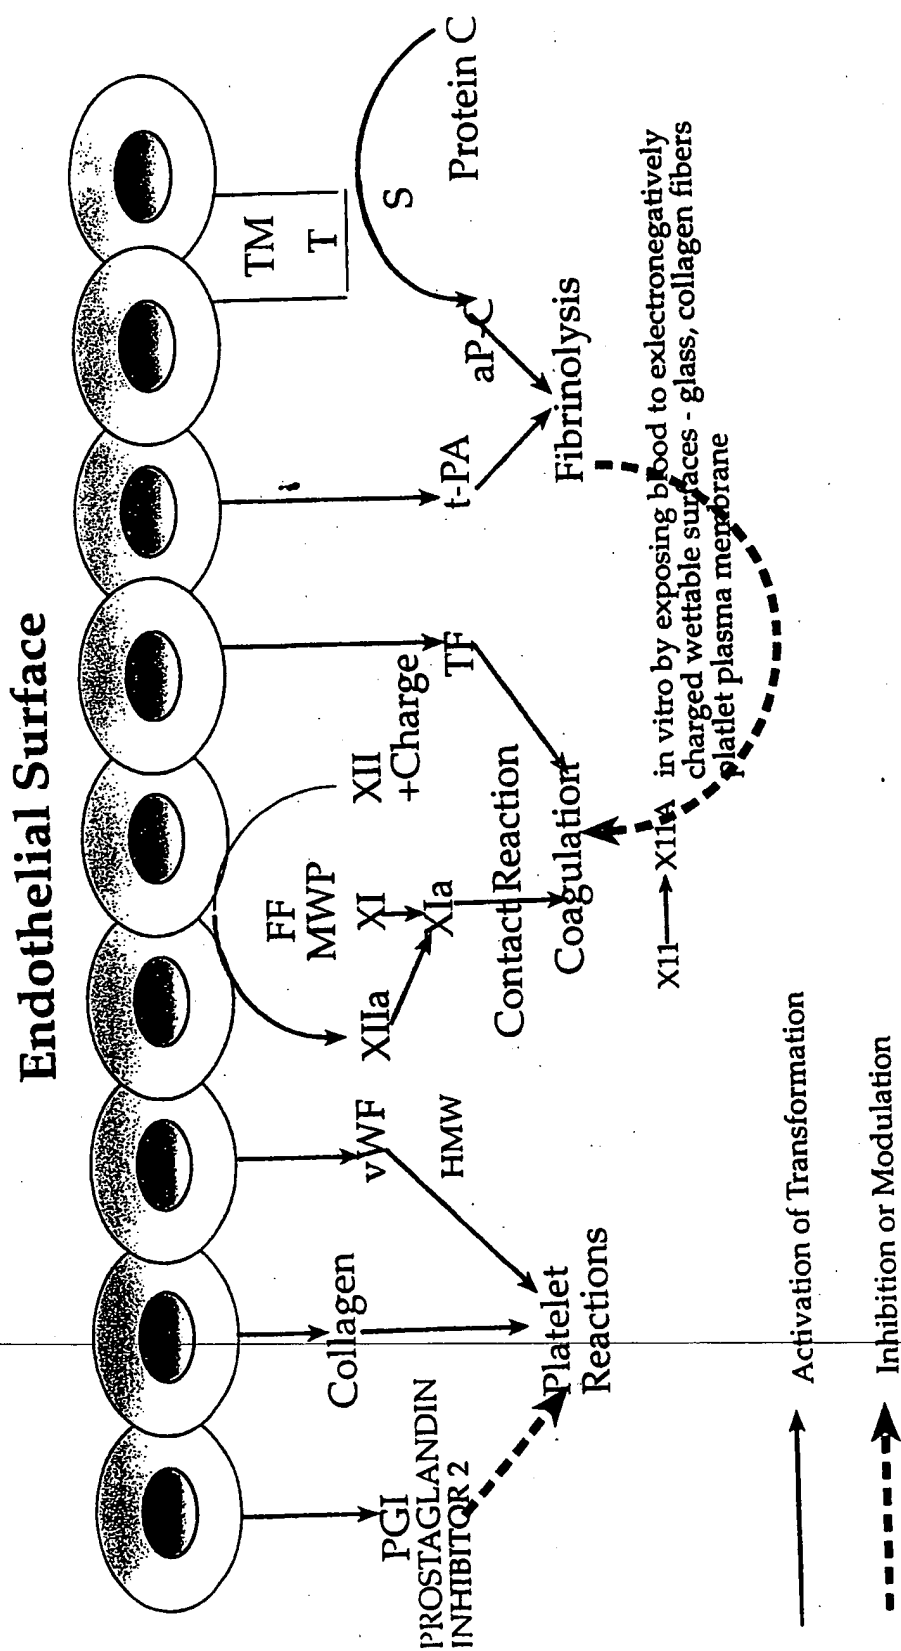 Endothelial Surface
PGI
PROSTAGLANDIN
INHIBITOR 2
Collagen
vWF
HMW
Platelet
Reactions
FF
MWP
XII
+Charge
XI
XIIa
XIa
Contact Reaction
Coagulation
TF
t-PA
TM
T
S
Protein C
aP-C
Fibrinolysis
X11 X11A in vitro by exposing blood to exlectronegatively
charged wettable surfaces - glass, collagen fibers
platlet plasma membrane
Activation of Transformation
Inhibition or Modulation